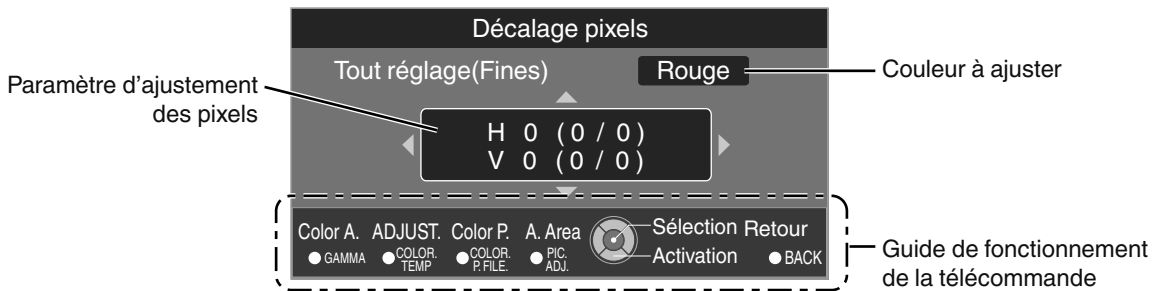 Décalage pixels
Tout réglage(Fines) Rouge
Couleur à ajuster
Paramètre d'ajustement
des pixels
H 0 (0 / 0)
V 0 (0 / 0)
Color A. ADJUST. Color P. A. Area Sélection Retour
GAMMA COLOR. TEMP COLOR. P. FILE. PIC. ADJ. Activation BACK
Guide de fonctionnement
de la télécommande